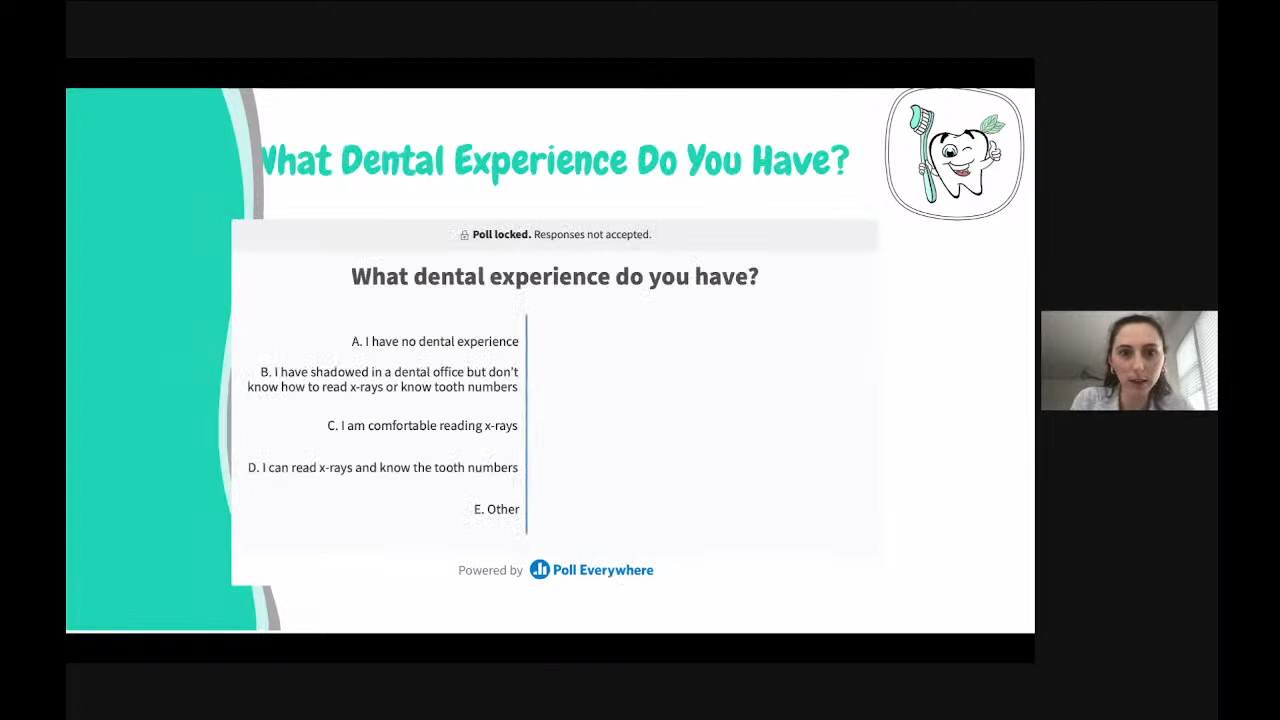 What Dental Experience Do You Have?
Poll locked. Responses not accepted.
What dental experience do you have?
A. I have no dental experience
B. I have shadowed in a dental office but don't
know how to read x-rays or know tooth numbers
C. I am comfortable reading x-rays
D. I can read x-rays and know the tooth numbers
E. Other
Powered by Poll Everywhere